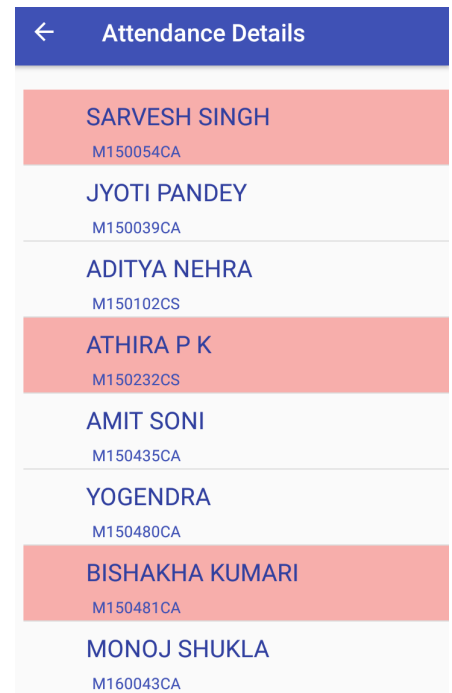 Attendance Details
SARVESH SINGH
M150054CA
JYOTI PANDEY
M150039CA
ADITYA NEHRA
M150102CS
ATHIRA P K
M150232CS
AMIT SONI
M150435CA
YOGENDRA
M150480CA
BISHAKHA KUMARI
M150481CA
MONOJ SHUKLA
M160043CA